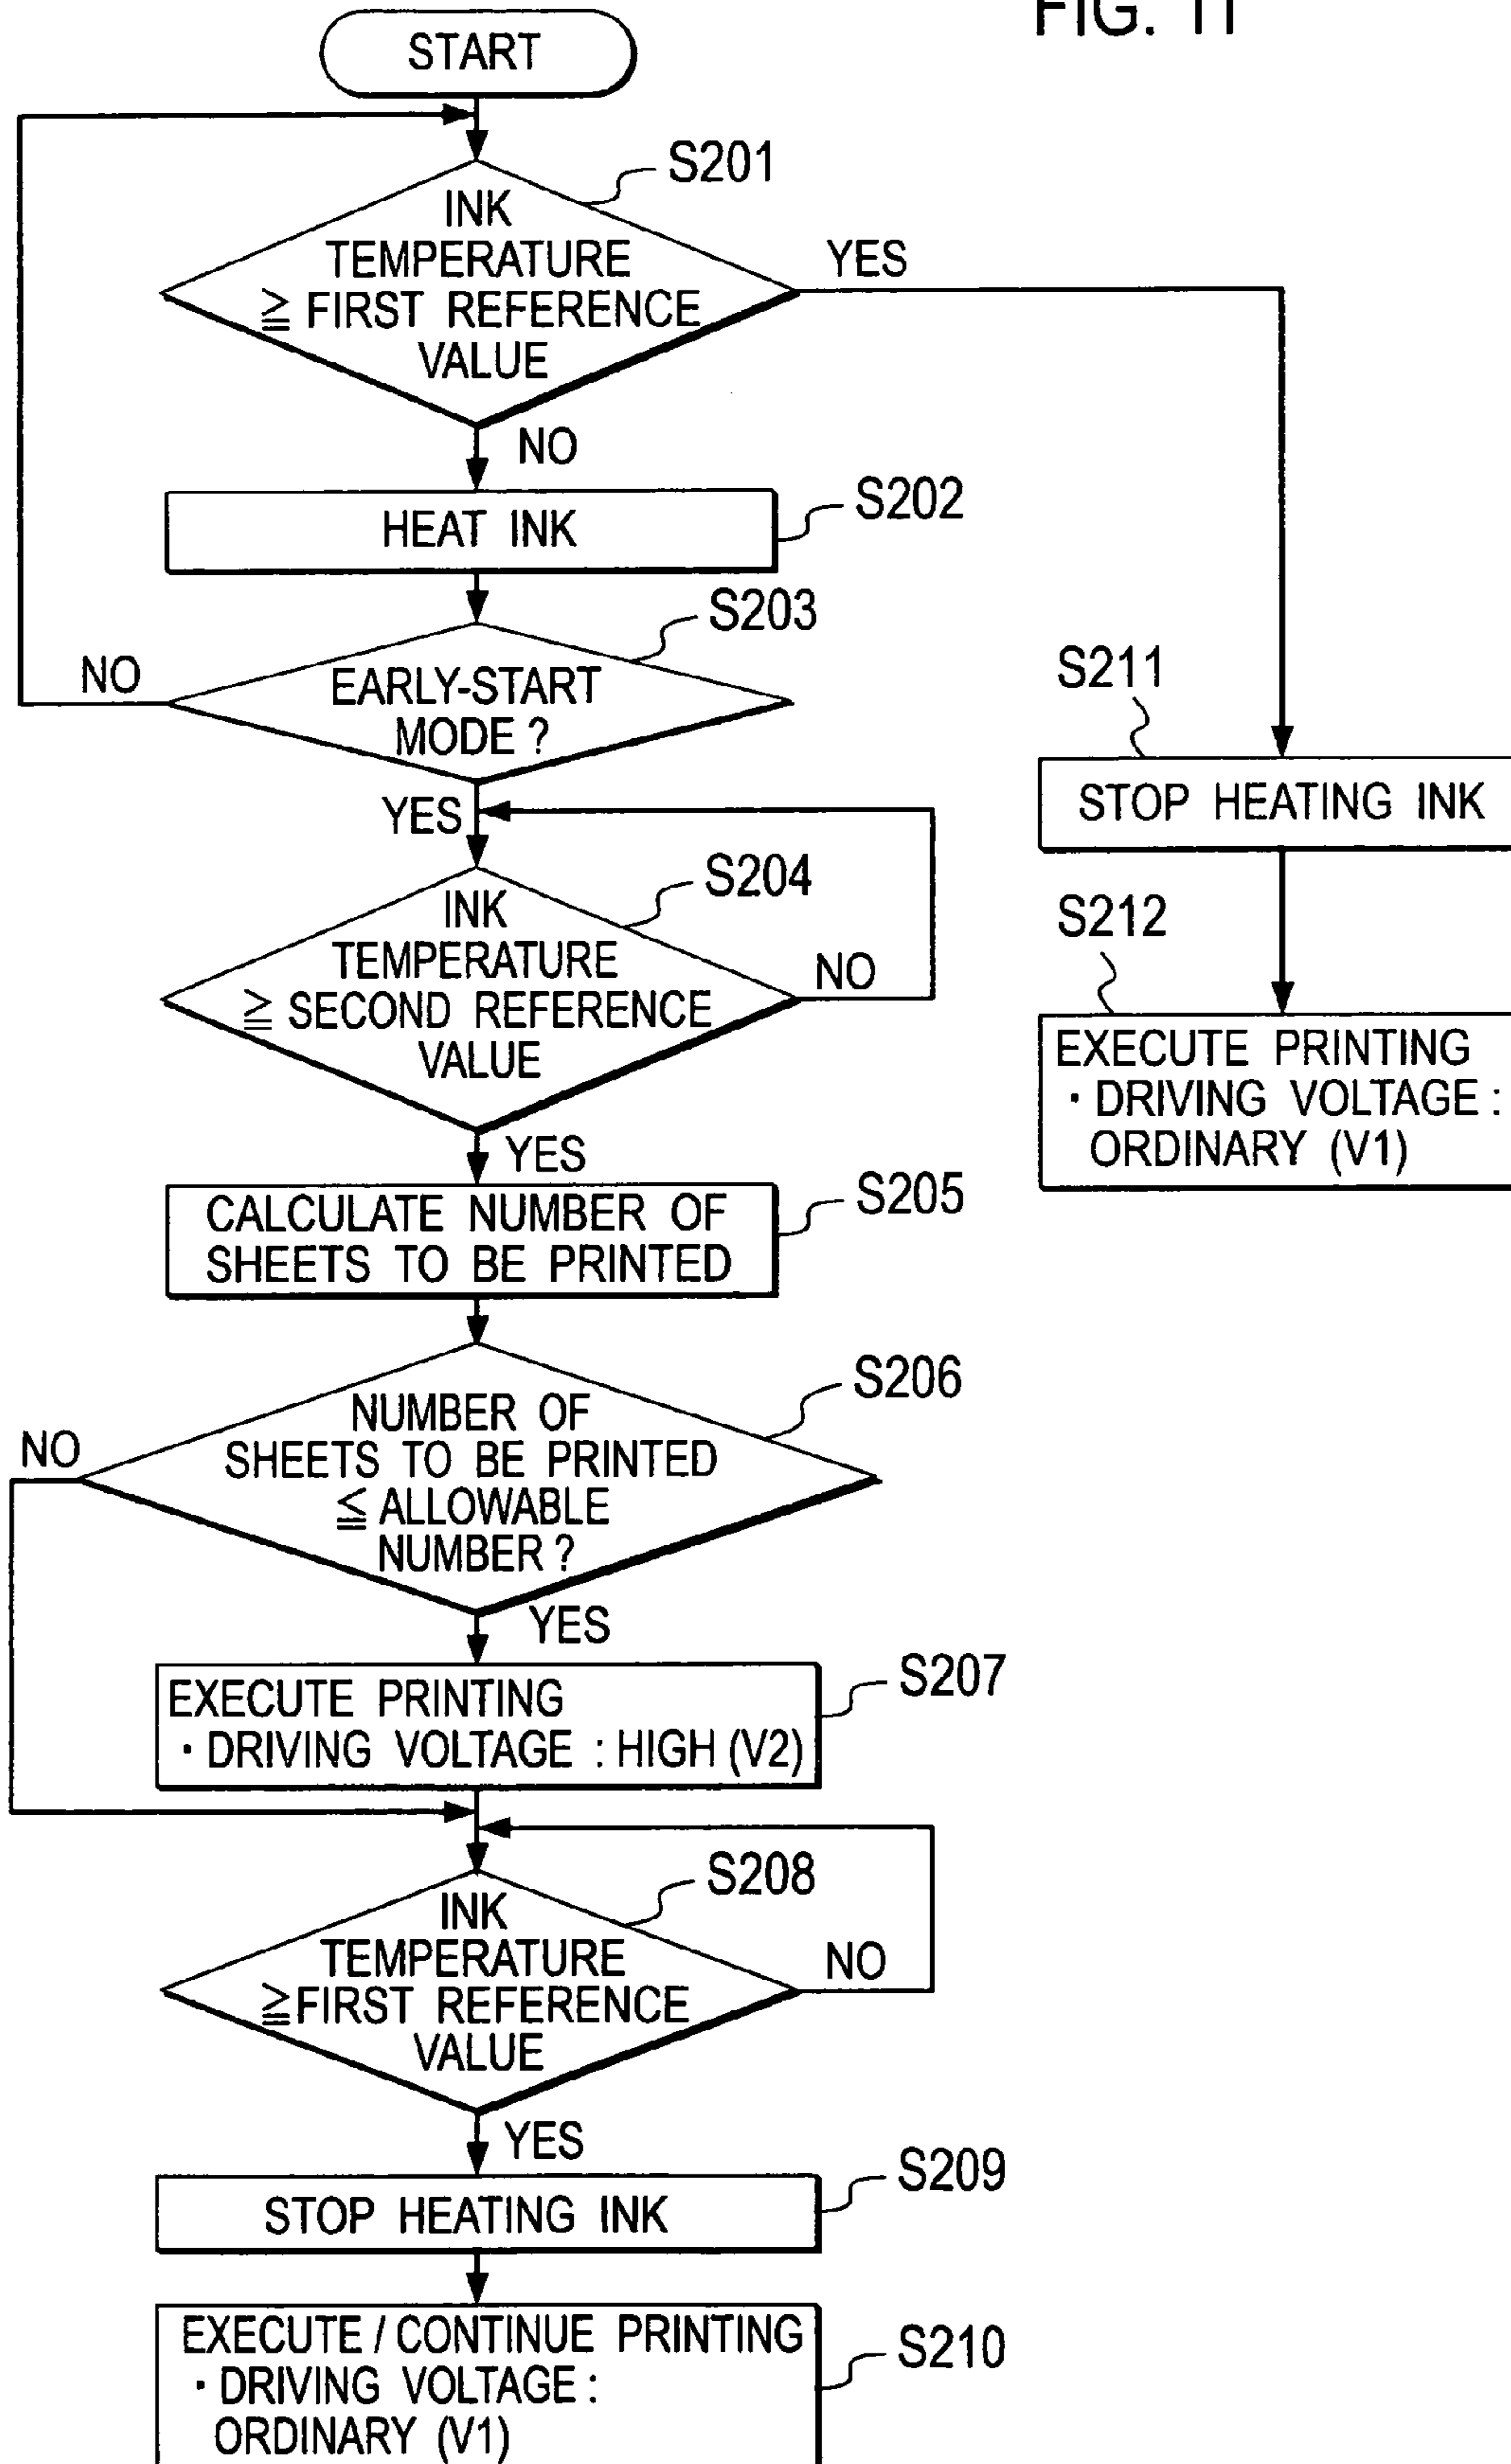 FIG. 11
START
S201
INK
TEMPERATURE
≧ FIRST REFERENCE
VALUE
YES
NO
S202
HEAT INK
S203
EARLY-START
MODE ?
NO
YES
S204
INK
TEMPERATURE
≧ SECOND REFERENCE
VALUE
NO
YES
S205
CALCULATE NUMBER OF
SHEETS TO BE PRINTED
S206
NUMBER OF
SHEETS TO BE PRINTED
≦ ALLOWABLE
NUMBER ?
NO
YES
S207
EXECUTE PRINTING
· DRIVING VOLTAGE : HIGH (V2)
S208
INK
TEMPERATURE
≧ FIRST REFERENCE
VALUE
NO
YES
S209
STOP HEATING INK
S210
EXECUTE / CONTINUE PRINTING
· DRIVING VOLTAGE :
ORDINARY (V1)
S211
STOP HEATING INK
S212
EXECUTE PRINTING
· DRIVING VOLTAGE :
ORDINARY (V1)